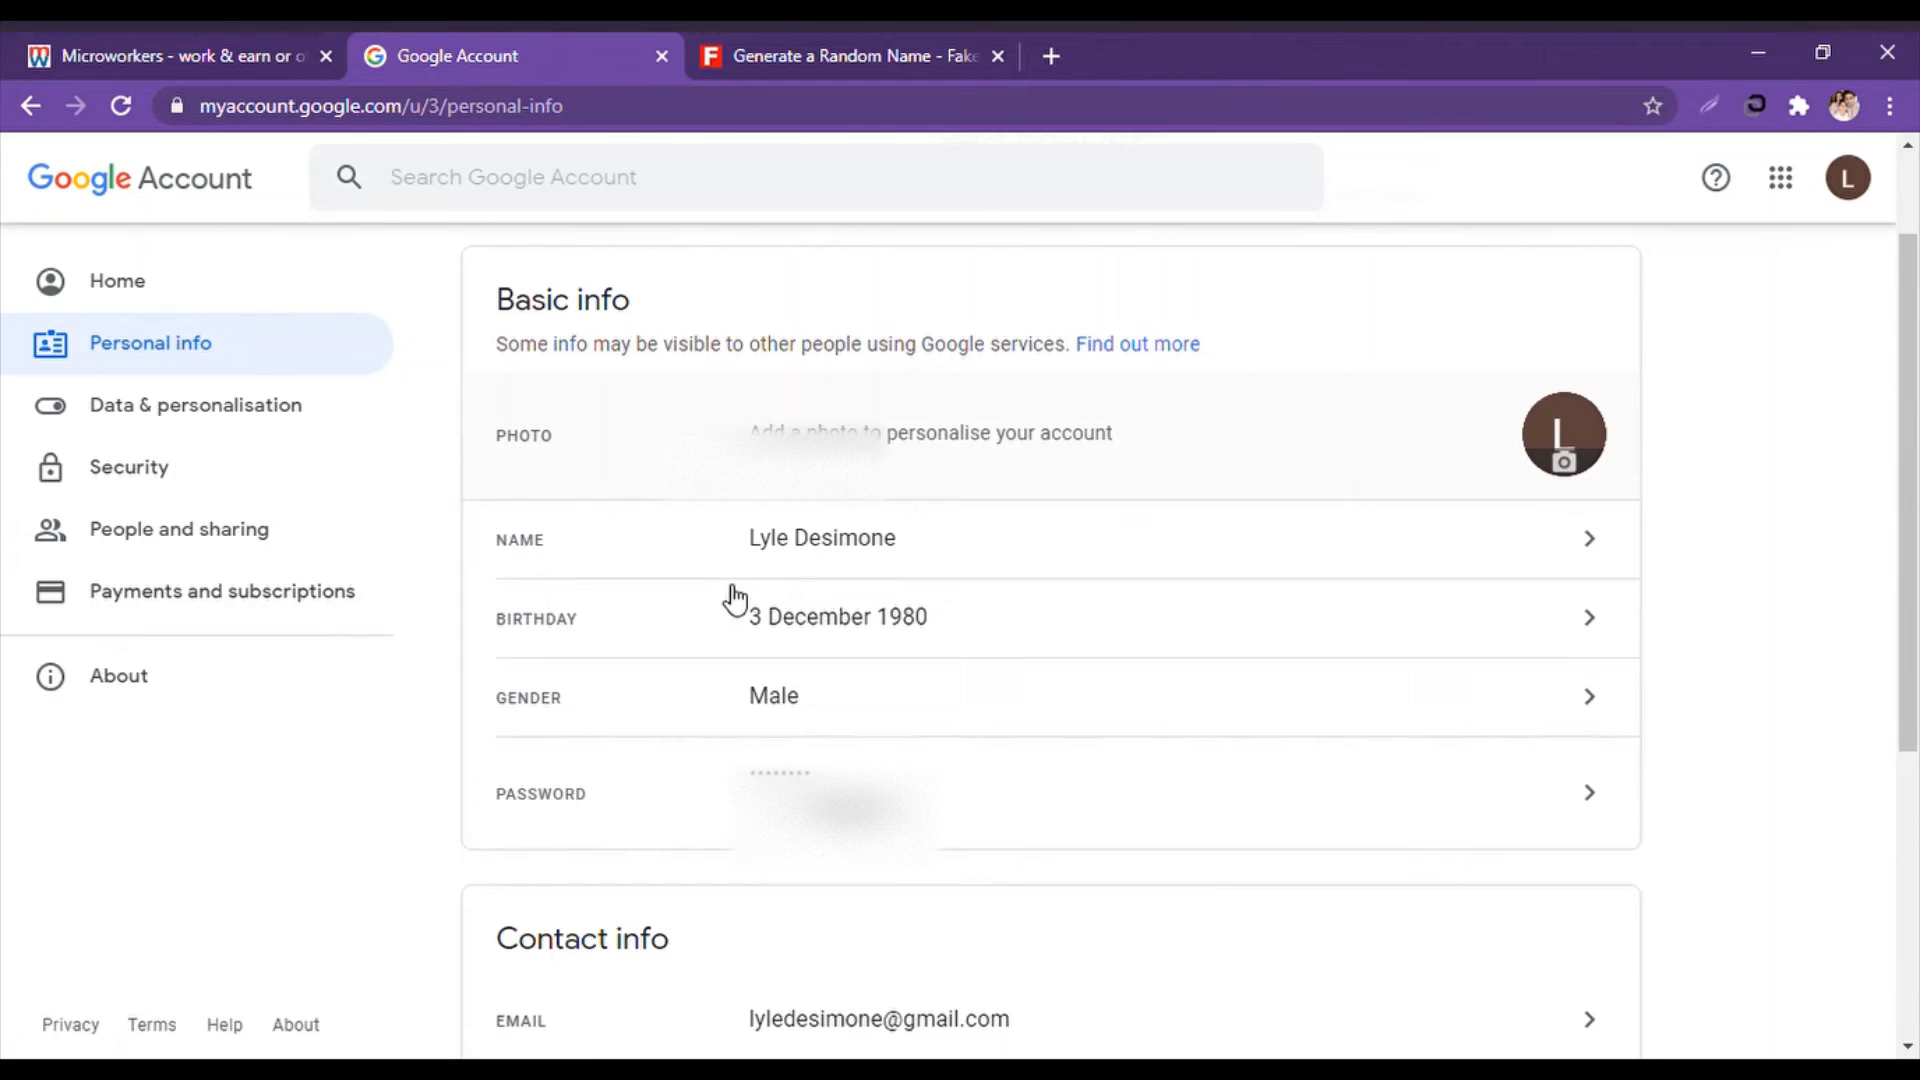 Microworkers - work & earn or o
Google Account
Generate a Random Name - Fake
myaccount.google.com/u/3/personal-info
Google Account
Search Google Account
L
Home
Personal info
Data & personalisation
Security
People and sharing
Payments and subscriptions
About
Basic info
Some info may be visible to other people using Google services. Find out more
PHOTO
Add a photo to personalise your account
L
NAME
Lyle Desimone
BIRTHDAY
3 December 1980
GENDER
Male
PASSWORD
••••••••
Contact info
EMAIL
lyledesimone@gmail.com
Privacy
Terms
Help
About